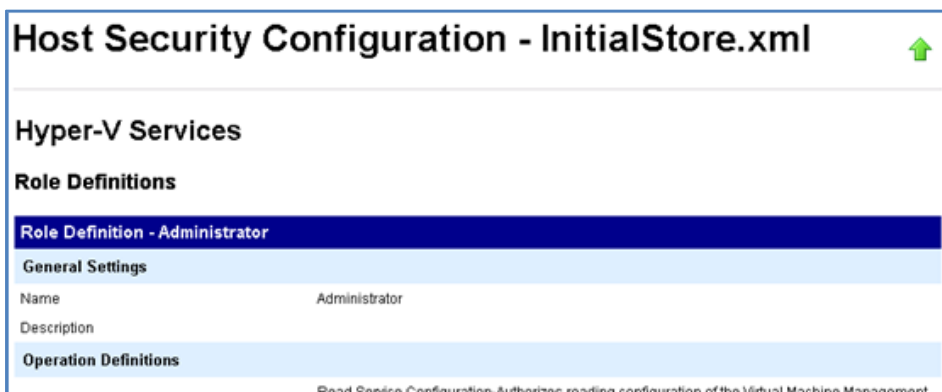 Host Security Configuration - InitialStore.xml
Hyper-V Services
Role Definitions
Role Definition - Administrator
General Settings
Name Administrator
Description
Operation Definitions
Read Service Configuration-Authorizes reading configuration of the Virtual Machine Management